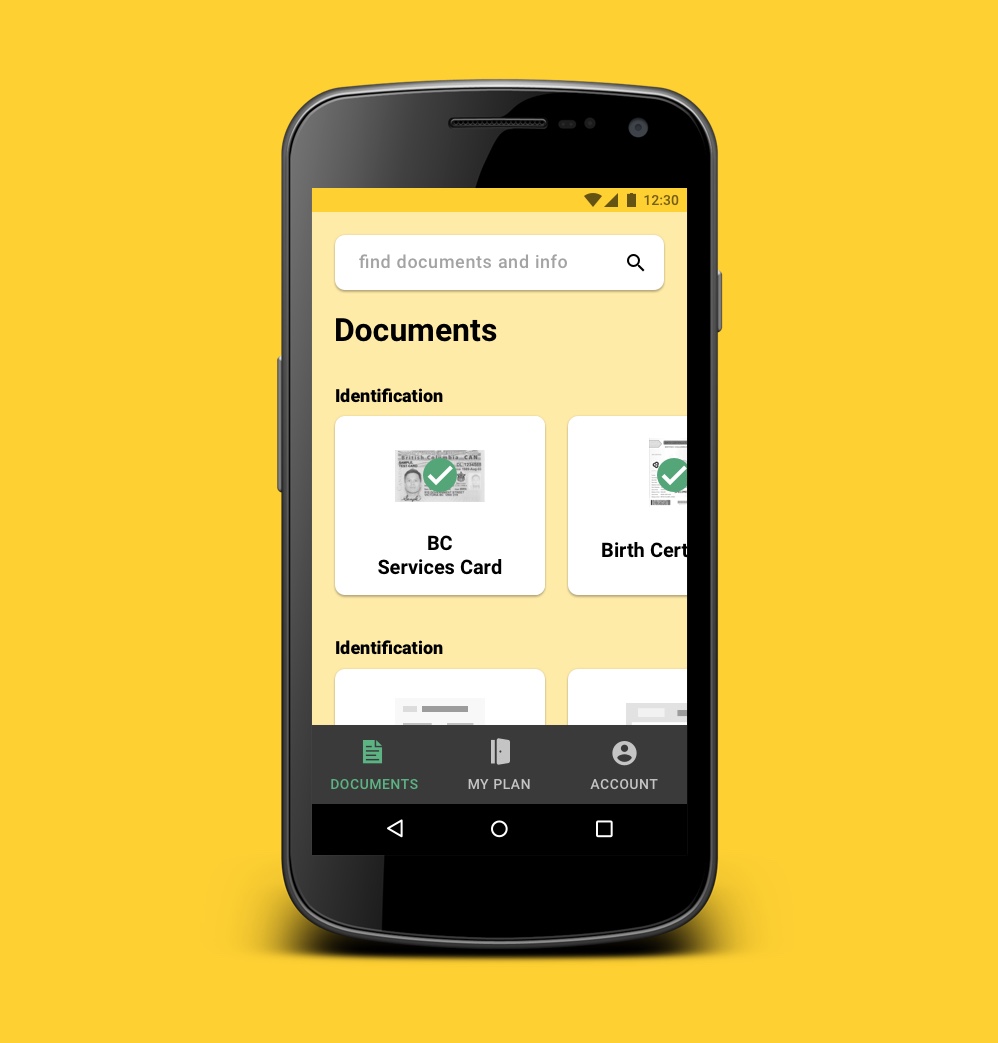 12:30
find documents and info
Documents
Identification
British Columbia, CAN
BC
Services Card
Birth Cert
Identification
DOCUMENTS
MY PLAN
ACCOUNT